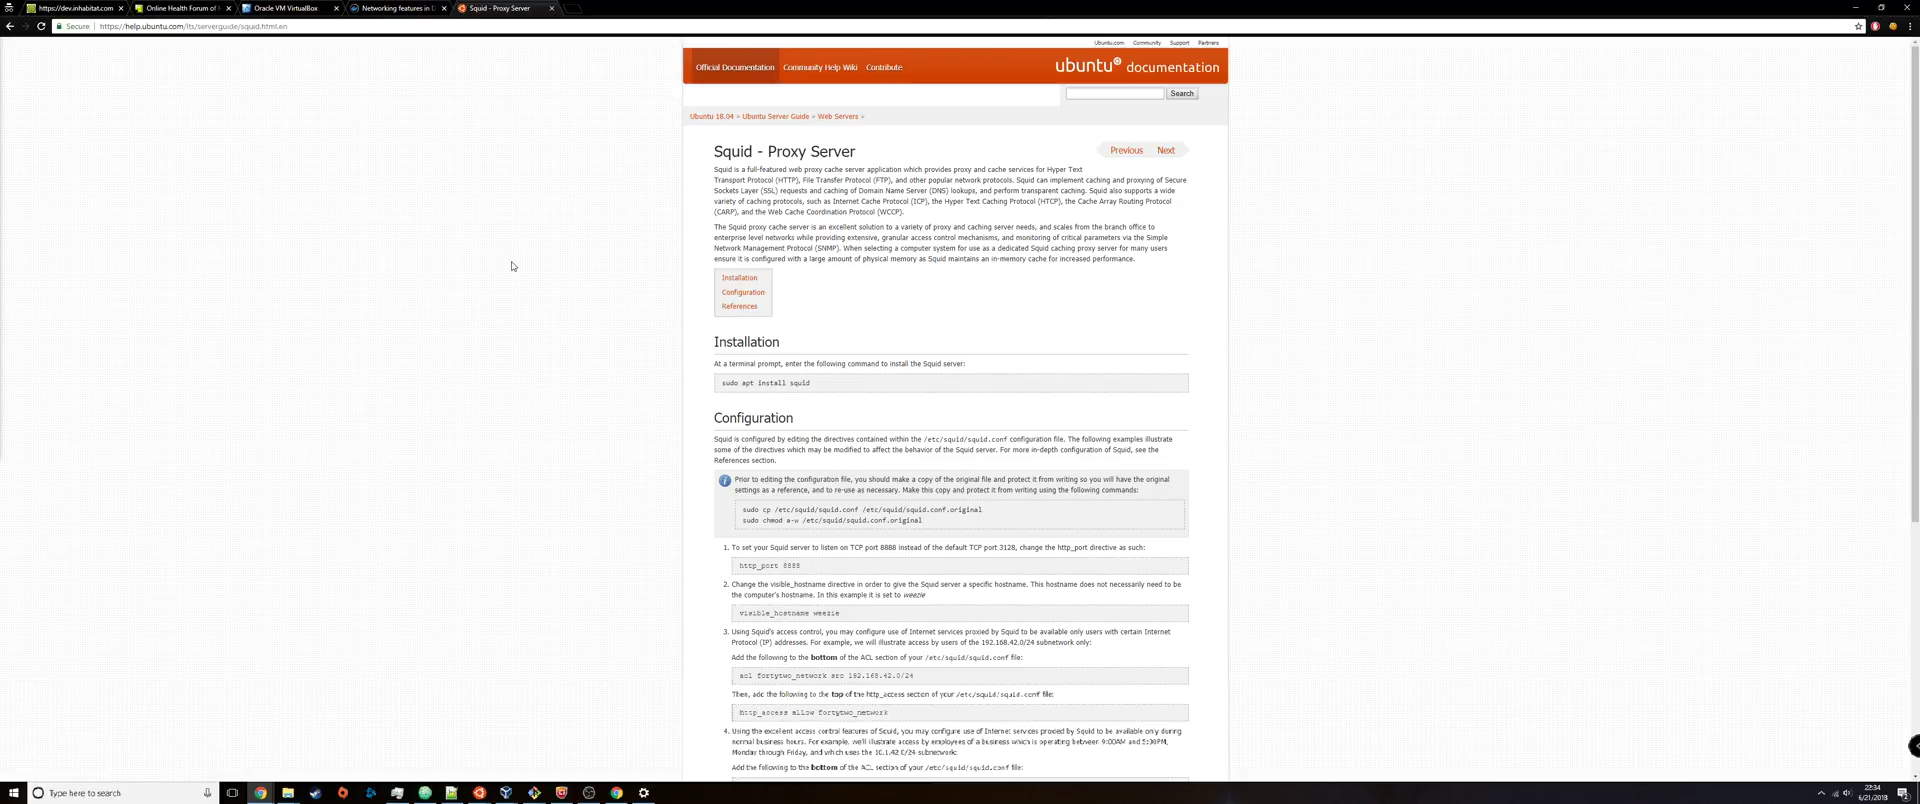 https://dev.inhabitat.com
Online Health Forum of
Oracle VM VirtualBox
Networking features in D
Squid - Proxy Server
Secure
https://help.ubuntu.com/lts/serverguide/squid.html.en
Ubuntu.com Community Support Partners
Official Documentation Community Help Wiki Contribute
ubuntu® documentation
Search
Ubuntu 18.04 » Ubuntu Server Guide » Web Servers »
Squid - Proxy Server
Previous Next
Squid is a full-featured web proxy cache server application which provides proxy and cache services for Hyper Text
Transport Protocol (HTTP), File Transfer Protocol (FTP), and other popular network protocols. Squid can implement caching and proxying of Secure
Sockets Layer (SSL) requests and caching of Domain Name Server (DNS) lookups, and perform transparent caching. Squid also supports a wide
variety of caching protocols, such as Internet Cache Protocol (ICP), the Hyper Text Caching Protocol (HTCP), the Cache Array Routing Protocol
(CARP), and the Web Cache Coordination Protocol (WCCP).
The Squid proxy cache server is an excellent solution to a variety of proxy and caching server needs, and scales from the branch office to
enterprise level networks while providing extensive, granular access control mechanisms, and monitoring of critical parameters via the Simple
Network Management Protocol (SNMP). When selecting a computer system for use as a dedicated Squid caching proxy server for many users
ensure it is configured with a large amount of physical memory as Squid maintains an in-memory cache for increased performance.
Installation
Configuration
References
Installation
At a terminal prompt, enter the following command to install the Squid server:
sudo apt install squid
Configuration
Squid is configured by editing the directives contained within the /etc/squid/squid.conf configuration file. The following examples illustrate
some of the directives which may be modified to affect the behavior of the Squid server. For more in-depth configuration of Squid, see the
References section.
Prior to editing the configuration file, you should make a copy of the original file and protect it from writing so you will have the original
settings as a reference, and to re-use as necessary. Make this copy and protect it from writing using the following commands:
sudo cp /etc/squid/squid.conf /etc/squid/squid.conf.original
sudo chmod a-w /etc/squid/squid.conf.original
1. To set your Squid server to listen on TCP port 8888 instead of the default TCP port 3128, change the http_port directive as such:
http_port 8888
2. Change the visible_hostname directive in order to give the Squid server a specific hostname. This hostname does not necessarily need to be
the computer's hostname. In this example it is set to weezie
visible_hostname weezie
3. Using Squid's access control, you may configure use of Internet services proxied by Squid to be available only users with certain Internet
Protocol (IP) addresses. For example, we will illustrate access by users of the 192.168.42.0/24 subnetwork only:
Add the following to the bottom of the ACL section of your /etc/squid/squid.conf file:
acl fortytwo_network src 192.168.42.0/24
Then, add the following to the top of the http_access section of your /etc/squid/squid.conf file:
http_access allow fortytwo_network
4. Using the excellent access control features of Squid, you may configure use of Internet services proxied by Squid to be available only during
normal business hours. For example, we'll illustrate access by employees of a business which is operating between 9:00AM and 5:00PM,
Monday through Friday, and which uses the 10.1.42.0/24 subnetwork:
Add the following to the bottom of the ACL section of your /etc/squid/squid.conf file:
Type here to search
22:34
6/21/2018